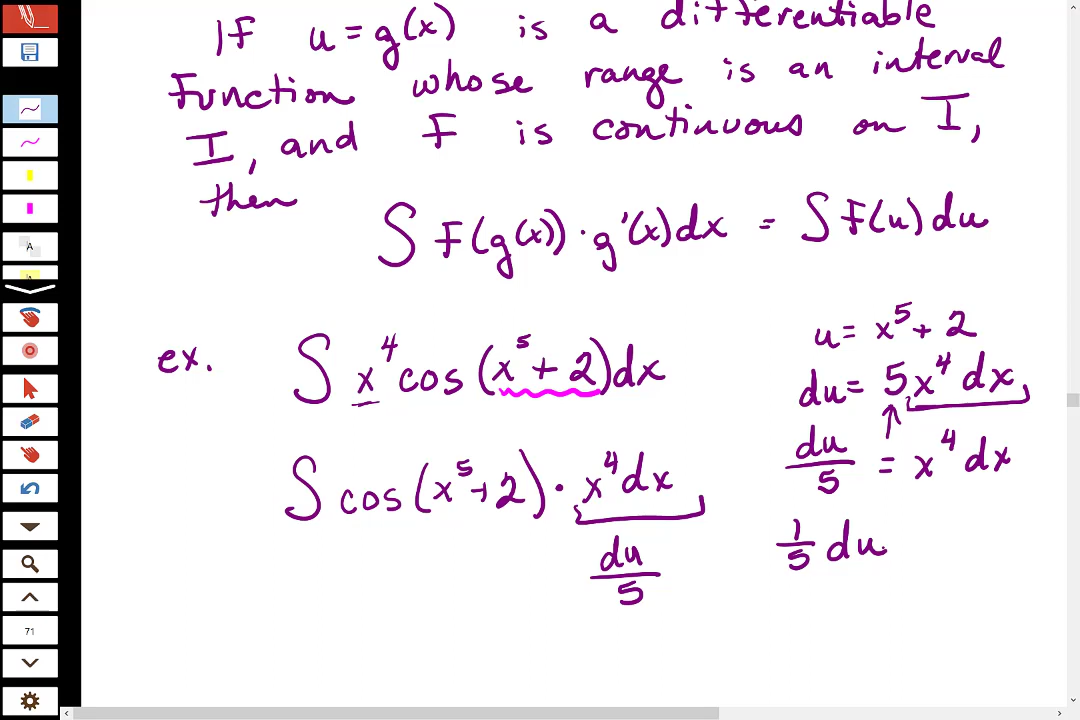 If u = g(x) is a differentiable
function whose range is an interval
I, and f is continuous on I,
then
∫ f(g(x)) · g'(x)dx = ∫ f(u) du
ex. ∫ x⁴ cos (x⁵ + 2)dx
∫ cos (x⁵+2) · x⁴dx
du/5
u = x⁵ + 2
du = 5x⁴ dx
du/5 = x⁴ dx
1/5 du
A
71